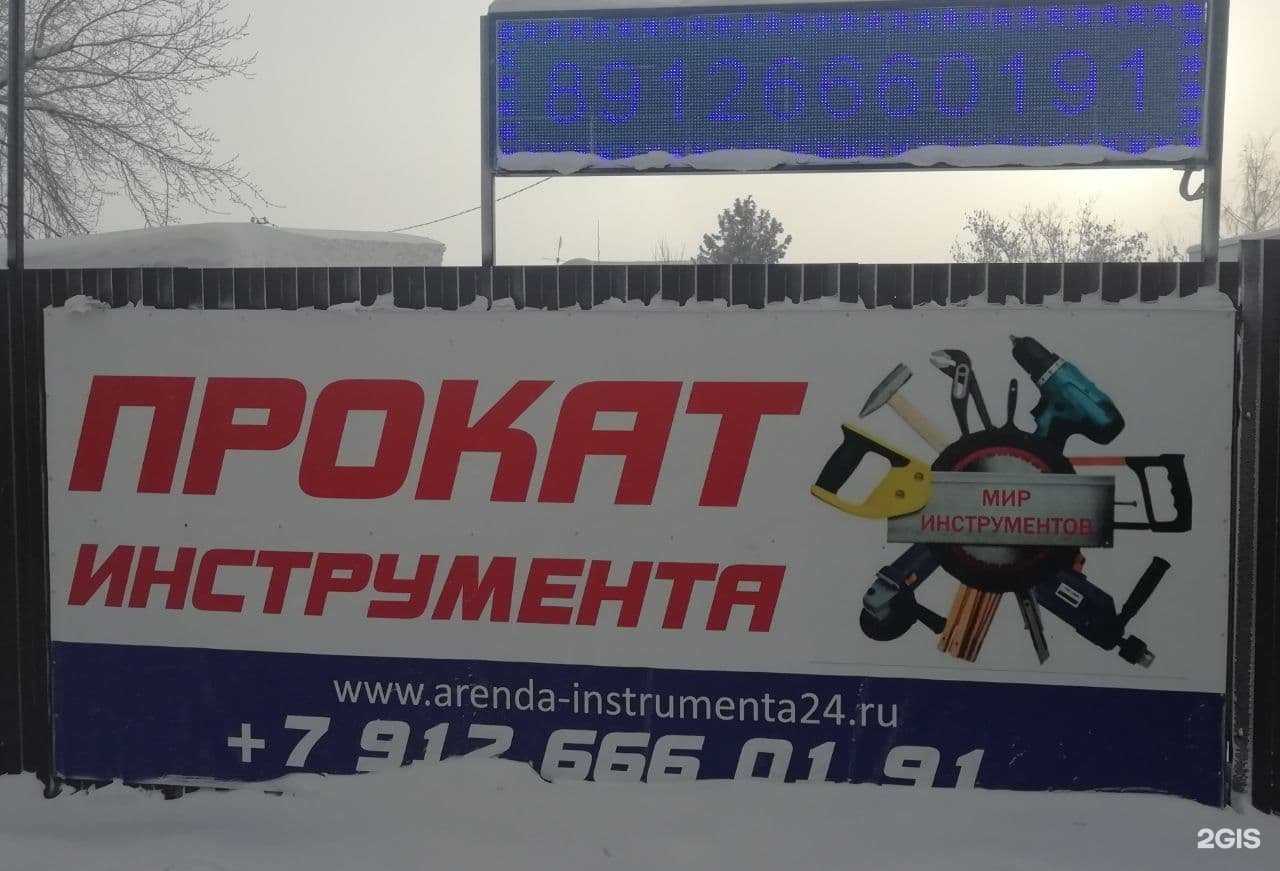 89126660191
ПРОКАТ
ИНСТРУМЕНТА
МИР
ИНСТРУМЕНТОВ
www.arenda-instrumenta24.ru
+7 912 666 01 91
2GIS